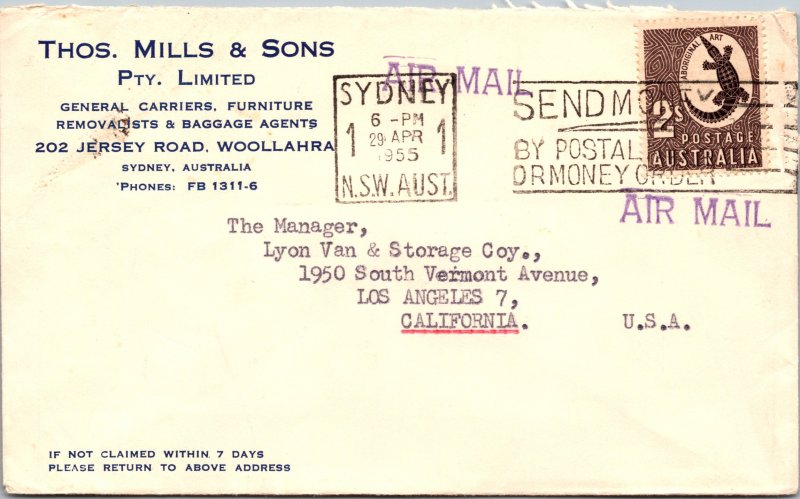 THOS. MILLS & SONS
PTY. LIMITED
GENERAL CARRIERS, FURNITURE
REMOVALISTS & BAGGAGE AGENTS
202 JERSEY ROAD, WOOLLAHRA
SYDNEY, AUSTRALIA
'PHONES: FB 1311-6
AIR MAIL
SYDNEY
6 -PM
1 29 APR 1
1955
N.S.W. AUST.
SEND MONEY
BY POSTAL
OR MONEY ORDER
ABORIGINAL ART
2s
POSTAGE
AUSTRALIA
AIR MAIL
The Manager,
Lyon Van & Storage Coy.,
1950 South Vermont Avenue,
LOS ANGELES 7,
CALIFORNIA. U.S.A.
IF NOT CLAIMED WITHIN 7 DAYS
PLEASE RETURN TO ABOVE ADDRESS